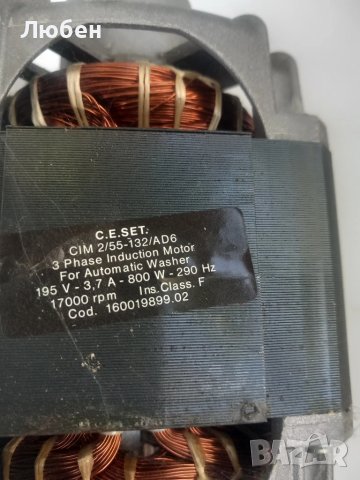 Любен
C.E.SET.
CIM 2/55-132/AD6
3 Phase Induction Motor
For Automatic Washer
195 V - 3,7 A - 800 W - 290 Hz
17000 rpm Ins.Class. F
Cod. 160019899.02
BAZAR